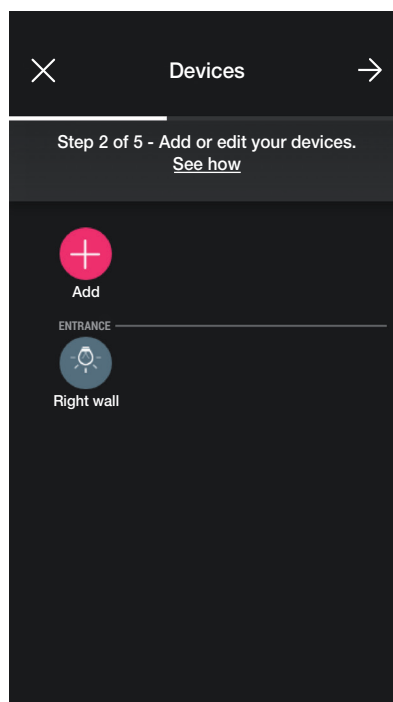 Devices
Step 2 of 5 - Add or edit your devices.
See how
Add
ENTRANCE
Right wall